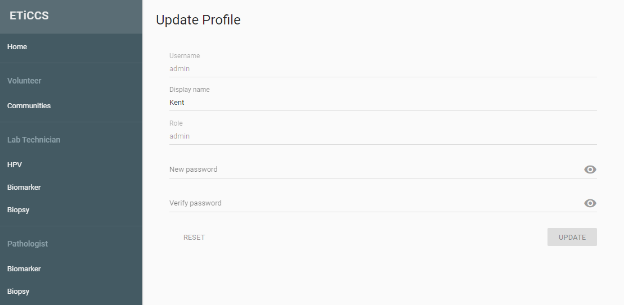 ETiCCS
Home
Volunteer
Communities
Lab Technician
HPV
Biomarker
Biopsy
Pathologist
Biomarker
Biopsy
Update Profile
Username
admin
Display name
Kent
Role
admin
New password
Verify password
RESET
UPDATE